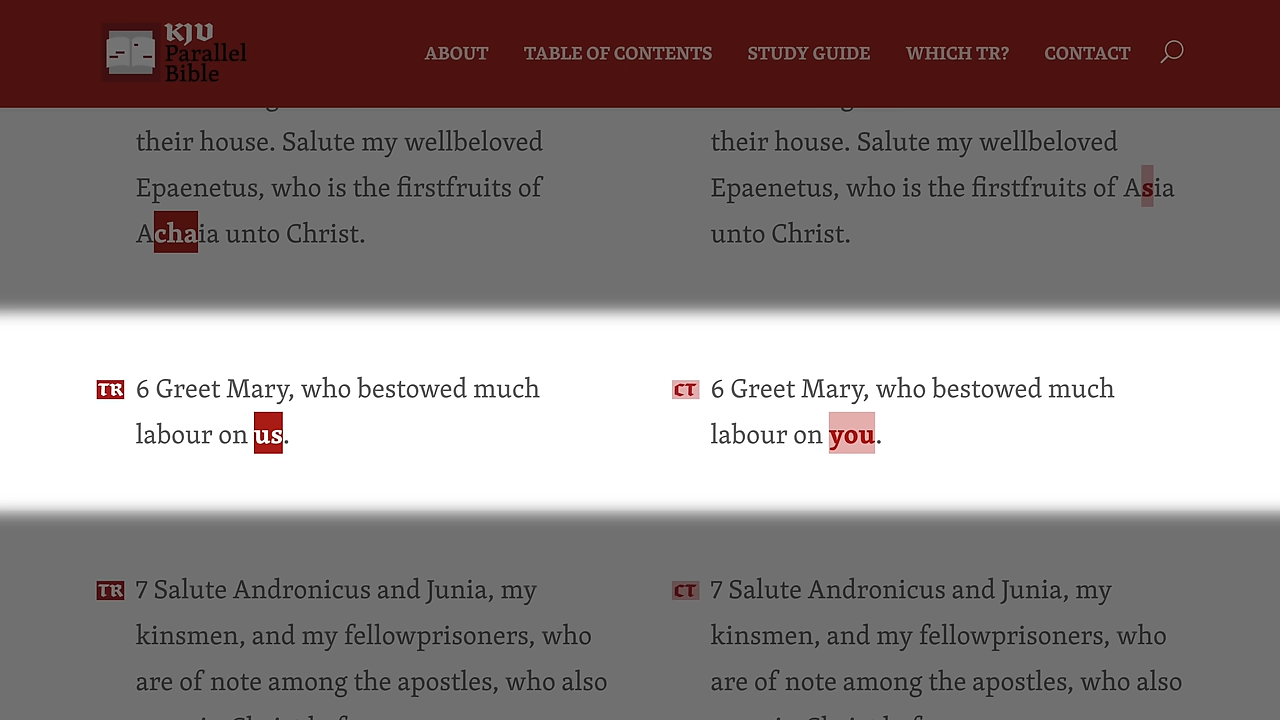 KJV
Parallel
Bible
ABOUT TABLE OF CONTENTS STUDY GUIDE WHICH TR? CONTACT
their house. Salute my wellbeloved
Epaenetus, who is the firstfruits of
Achaia unto Christ.
their house. Salute my wellbeloved
Epaenetus, who is the firstfruits of Asia
unto Christ.
TR 6 Greet Mary, who bestowed much
labour on us.
CT 6 Greet Mary, who bestowed much
labour on you.
TR 7 Salute Andronicus and Junia, my
kinsmen, and my fellowprisoners, who
are of note among the apostles, who also
CT 7 Salute Andronicus and Junia, my
kinsmen, and my fellowprisoners, who
are of note among the apostles, who also